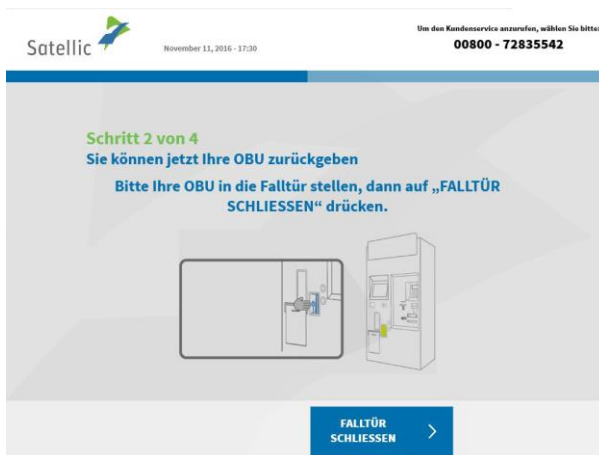 Satellic
November 11, 2016 - 17:30
Um den Kundenservice anzurufen, wählen Sie bitte:
00800 - 72835542
Schritt 2 von 4
Sie können jetzt Ihre OBU zurückgeben
Bitte Ihre OBU in die Falltür stellen, dann auf „FALLTÜR
SCHLIESSEN“ drücken.
FALLTÜR
SCHLIESSEN